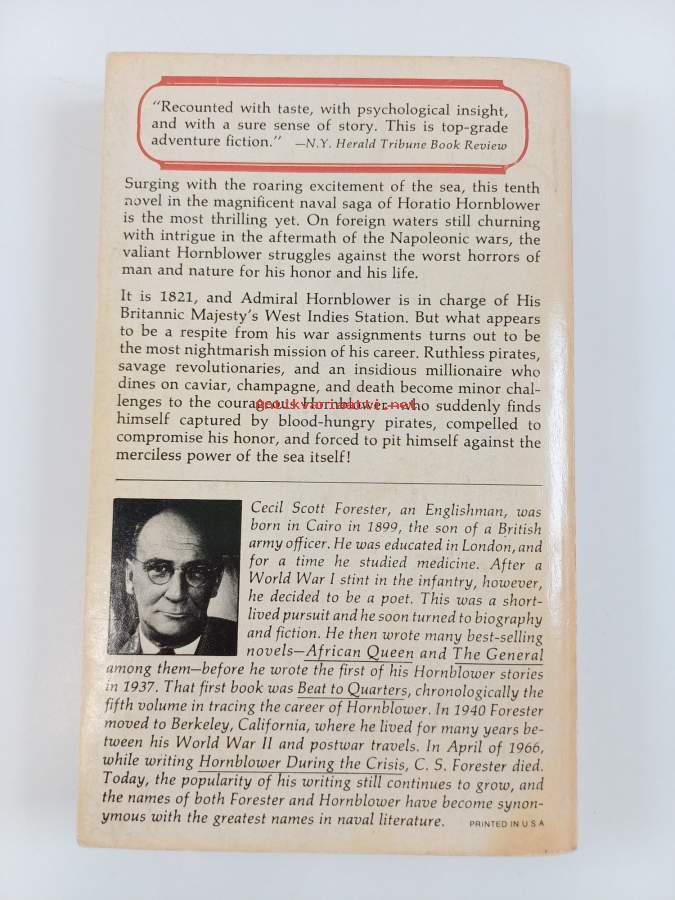 “Recounted with taste, with psychological insight,
and with a sure sense of story. This is top-grade
adventure fiction.” —N.Y. Herald Tribune Book Review
Surging with the roaring excitement of the sea, this tenth
novel in the magnificent naval saga of Horatio Hornblower
is the most thrilling yet. On foreign waters still churning
with intrigue in the aftermath of the Napoleonic wars, the
valiant Hornblower struggles against the worst horrors of
man and nature for his honor and his life.
It is 1821, and Admiral Hornblower is in charge of His
Britannic Majesty’s West Indies Station. But what appears
to be a respite from his war assignments turns out to be
the most nightmarish mission of his career. Ruthless pirates,
savage revolutionaries, and an insidious millionaire who
dines on caviar, champagne, and death become minor chal-
lenges to the courageous Hornblower—who suddenly finds
Antikvariaatti.net
himself captured by blood-hungry pirates, compelled to
compromise his honor, and forced to pit himself against the
merciless power of the sea itself!
Cecil Scott Forester, an Englishman, was
born in Cairo in 1899, the son of a British
army officer. He was educated in London, and
for a time he studied medicine. After a
World War I stint in the infantry, however,
he decided to be a poet. This was a short-
lived pursuit and he soon turned to biography
and fiction. He then wrote many best-selling
novels—African Queen and The General
among them—before he wrote the first of his Hornblower stories
in 1937. That first book was Beat to Quarters, chronologically the
fifth volume in tracing the career of Hornblower. In 1940 Forester
moved to Berkeley, California, where he lived for many years be-
tween his World War II and postwar travels. In April of 1966,
while writing Hornblower During the Crisis, C. S. Forester died.
Today, the popularity of his writing still continues to grow, and
the names of both Forester and Hornblower have become synon-
ymous with the greatest names in naval literature. PRINTED IN U S A